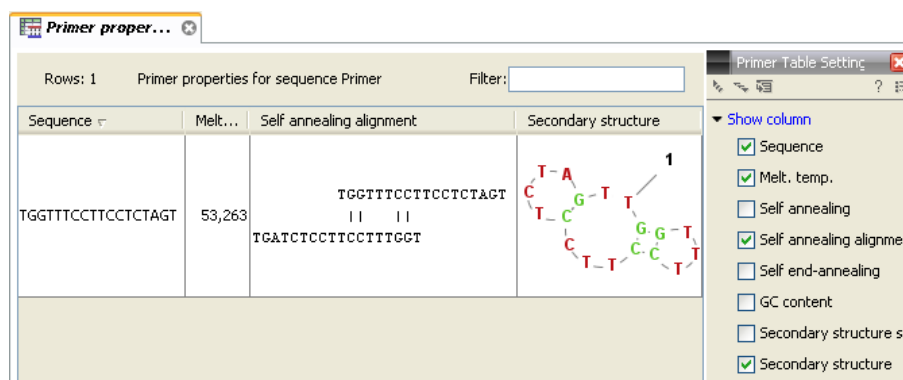 Primer proper...
Rows: 1 Primer properties for sequence Primer Filter:
Primer Table Setting
?
Sequence Melt... Self annealing alignment Secondary structure
Show column
Sequence
Melt. temp.
Self annealing
Self annealing alignme
Self end-annealing
GC content
Secondary structure s
Secondary structure
TGGTTTCCTTCCTCTAGT 53,263
TGGTTTCCTTCCTCTAGT
TGATCTCCTTCCTTTGGT
1
T A
C G T T
T C G G T
C C C T
T T T